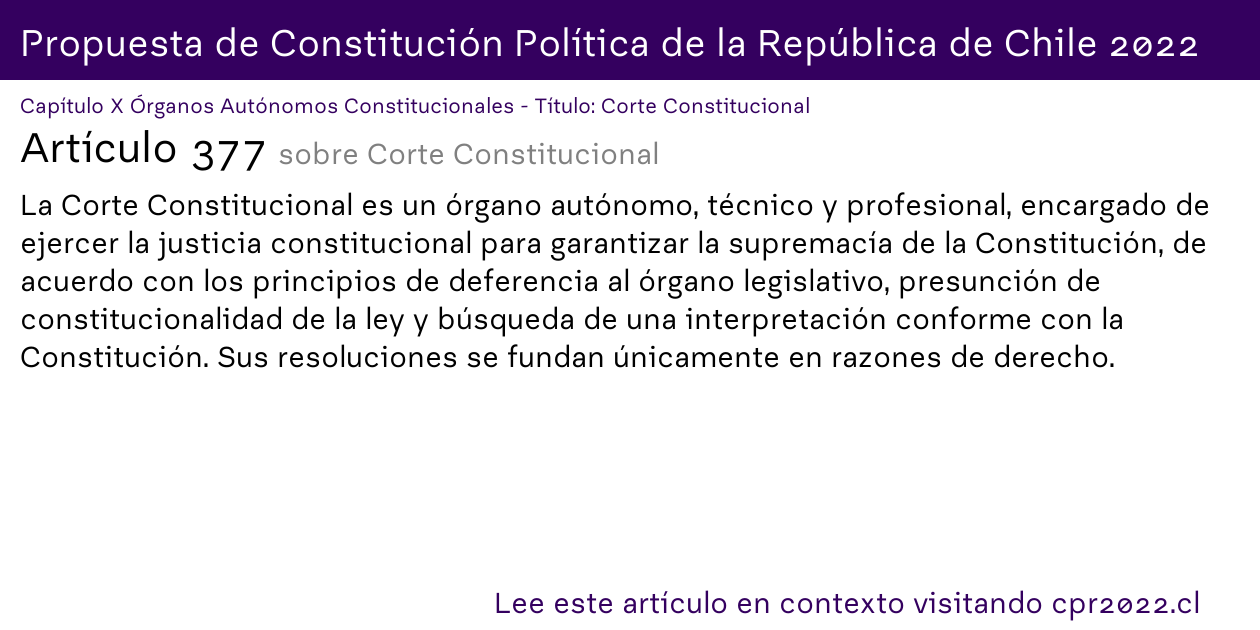 Propuesta de Constitución Política de la República de Chile 2022
Capítulo X Órganos Autónomos Constitucionales - Título: Corte Constitucional
Artículo 377 sobre Corte Constitucional
La Corte Constitucional es un órgano autónomo, técnico y profesional, encargado de
ejercer la justicia constitucional para garantizar la supremacía de la Constitución, de
acuerdo con los principios de deferencia al órgano legislativo, presunción de
constitucionalidad de la ley y búsqueda de una interpretación conforme con la
Constitución. Sus resoluciones se fundan únicamente en razones de derecho.
Lee este artículo en contexto visitando cpr2022.cl